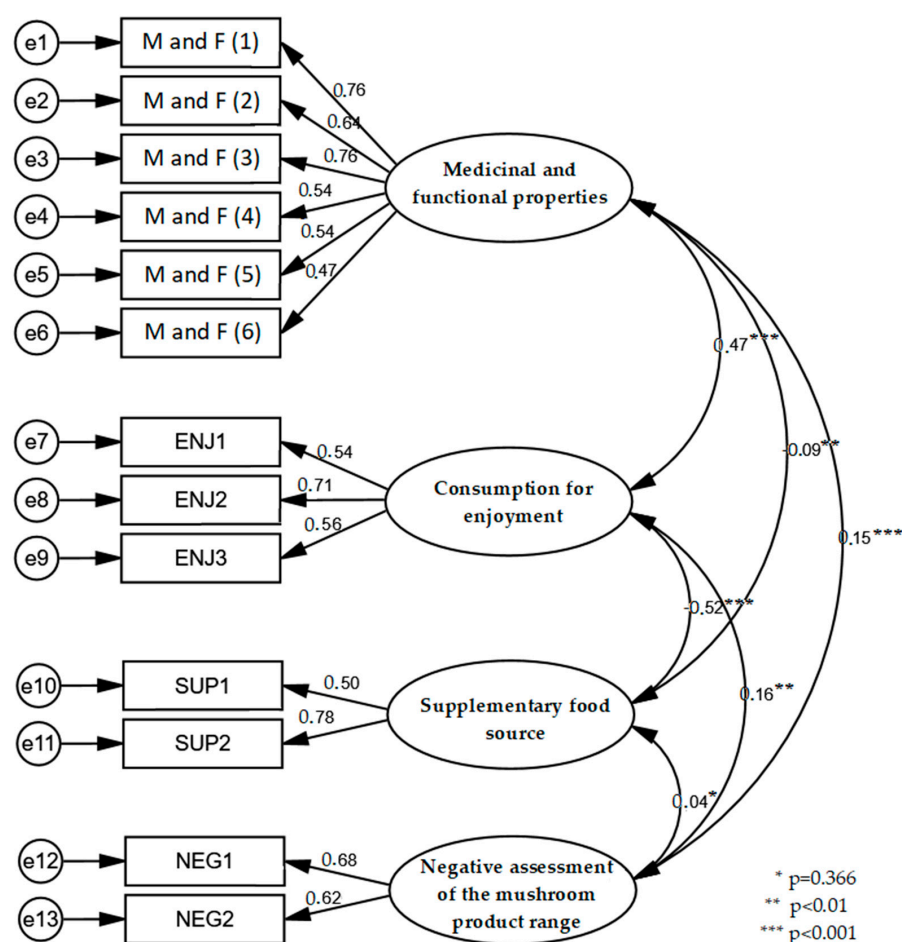 e1
M and F (1)
0.76
e2
M and F (2)
0.64
e3
M and F (3)
0.76
Medicinal and
functional properties
e4
M and F (4)
0.54
e5
M and F (5)
0.54
e6
M and F (6)
0.47
0.47***
e7
ENJ1
0.54
-0.09**
e8
ENJ2
0.71
Consumption for
enjoyment
e9
ENJ3
0.56
0.15***
-0.52***
e10
SUP1
0.50
0.16**
e11
SUP2
0.78
Supplementary food
source
0.04*
e12
NEG1
0.68
e13
NEG2
0.62
Negative assessment
of the mushroom
product range
* p=0.366
** p<0.01
*** p<0.001